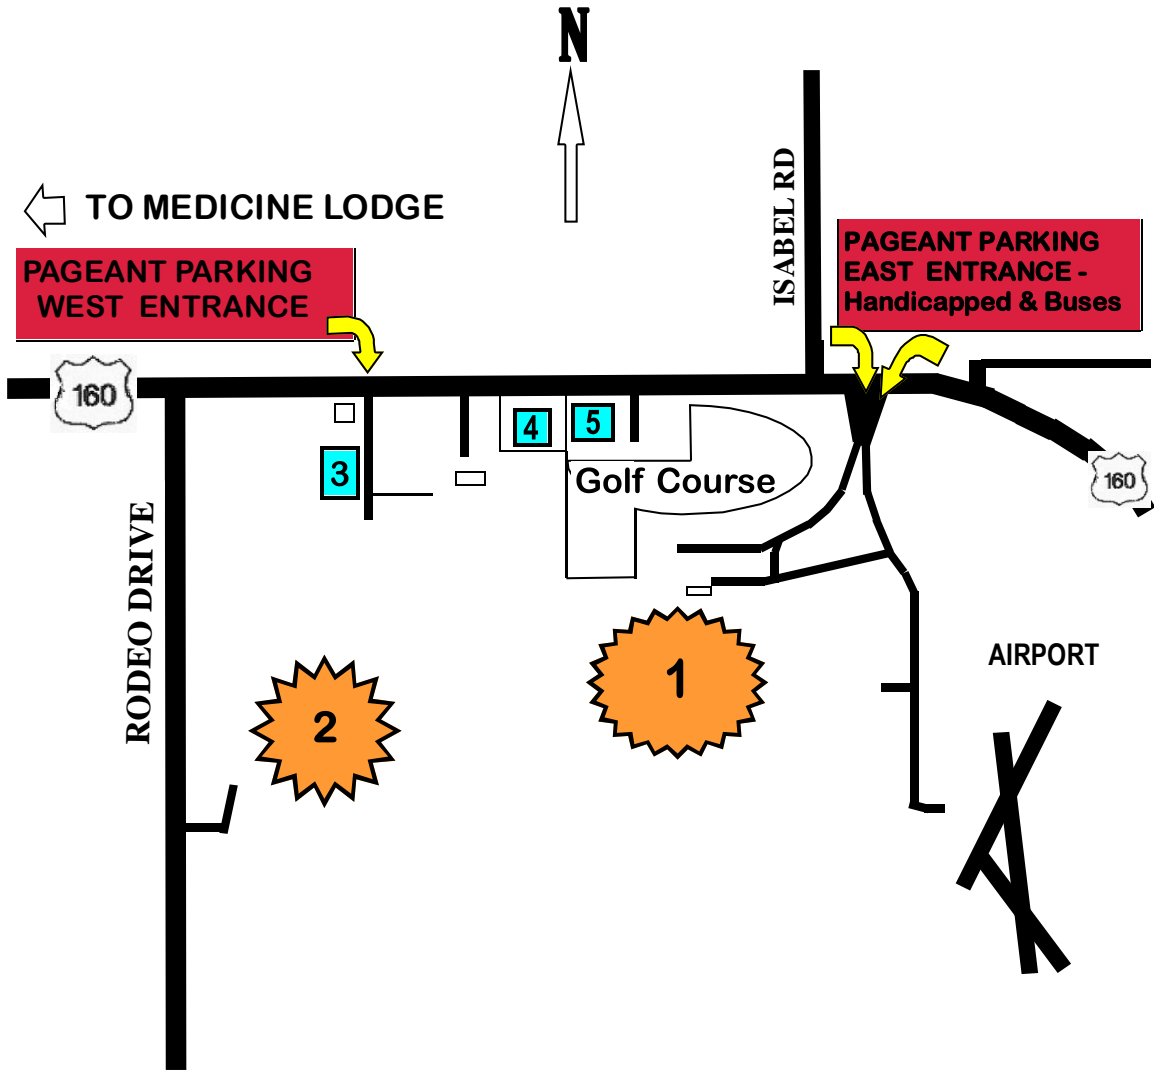 N
TO MEDICINE LODGE
ISABEL RD
PAGEANT PARKING
WEST ENTRANCE
PAGEANT PARKING
EAST ENTRANCE -
Handicapped & Buses
160
4
5
3
Golf Course
160
RODEO DRIVE
1
2
AIRPORT